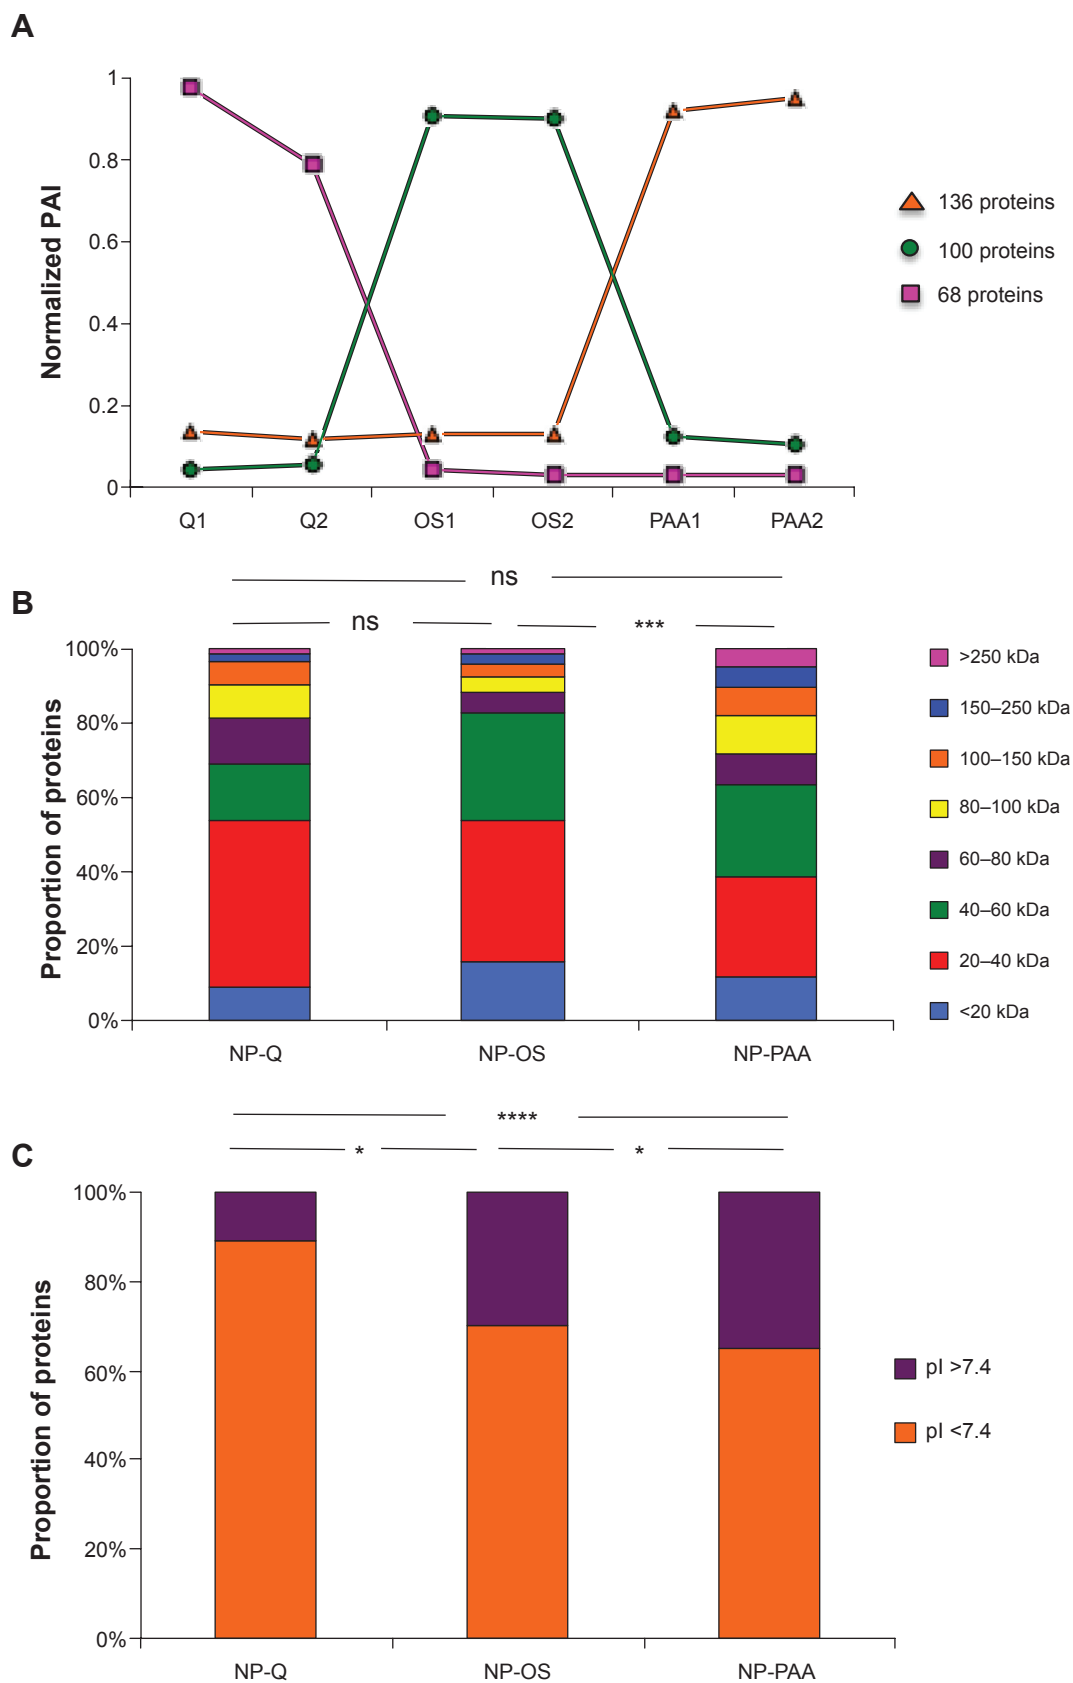 A
Normalized PAI
1
0.8
0.6
0.4
0.2
0
Q1 Q2 OS1 OS2 PAA1 PAA2
136 proteins
100 proteins
68 proteins
B
ns
ns ***
Proportion of proteins
100%
80%
60%
40%
20%
0%
NP-Q NP-OS NP-PAA
>250 kDa
150–250 kDa
100–150 kDa
80–100 kDa
60–80 kDa
40–60 kDa
20–40 kDa
<20 kDa
C
****
* *
Proportion of proteins
100%
80%
60%
40%
20%
0%
NP-Q NP-OS NP-PAA
pI >7.4
pI <7.4